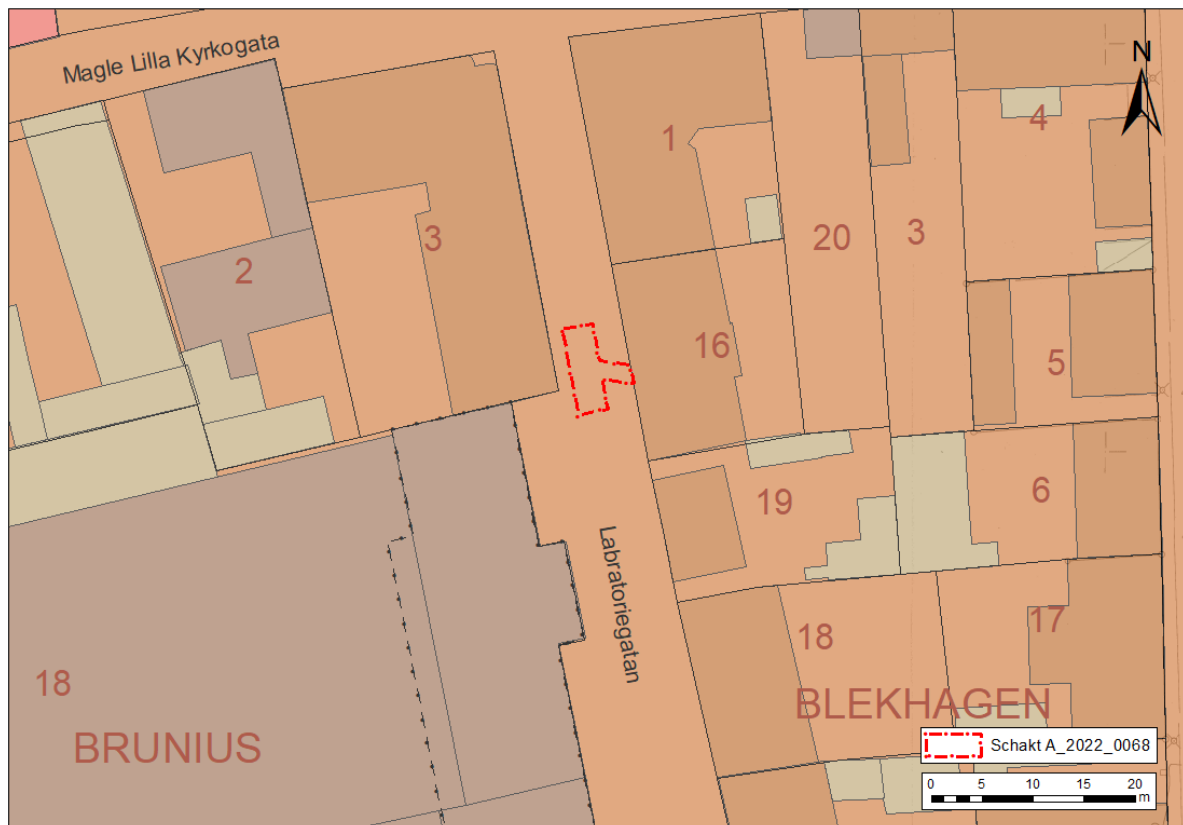 Magle Lilla Kyrkogata
N
1
4
3
20
3
2
16
5
19
6
Labratoriegatan
18
17
18
BLEKHAGEN
BRUNIUS
Schakt A_2022_0068
0 5 10 15 20
m